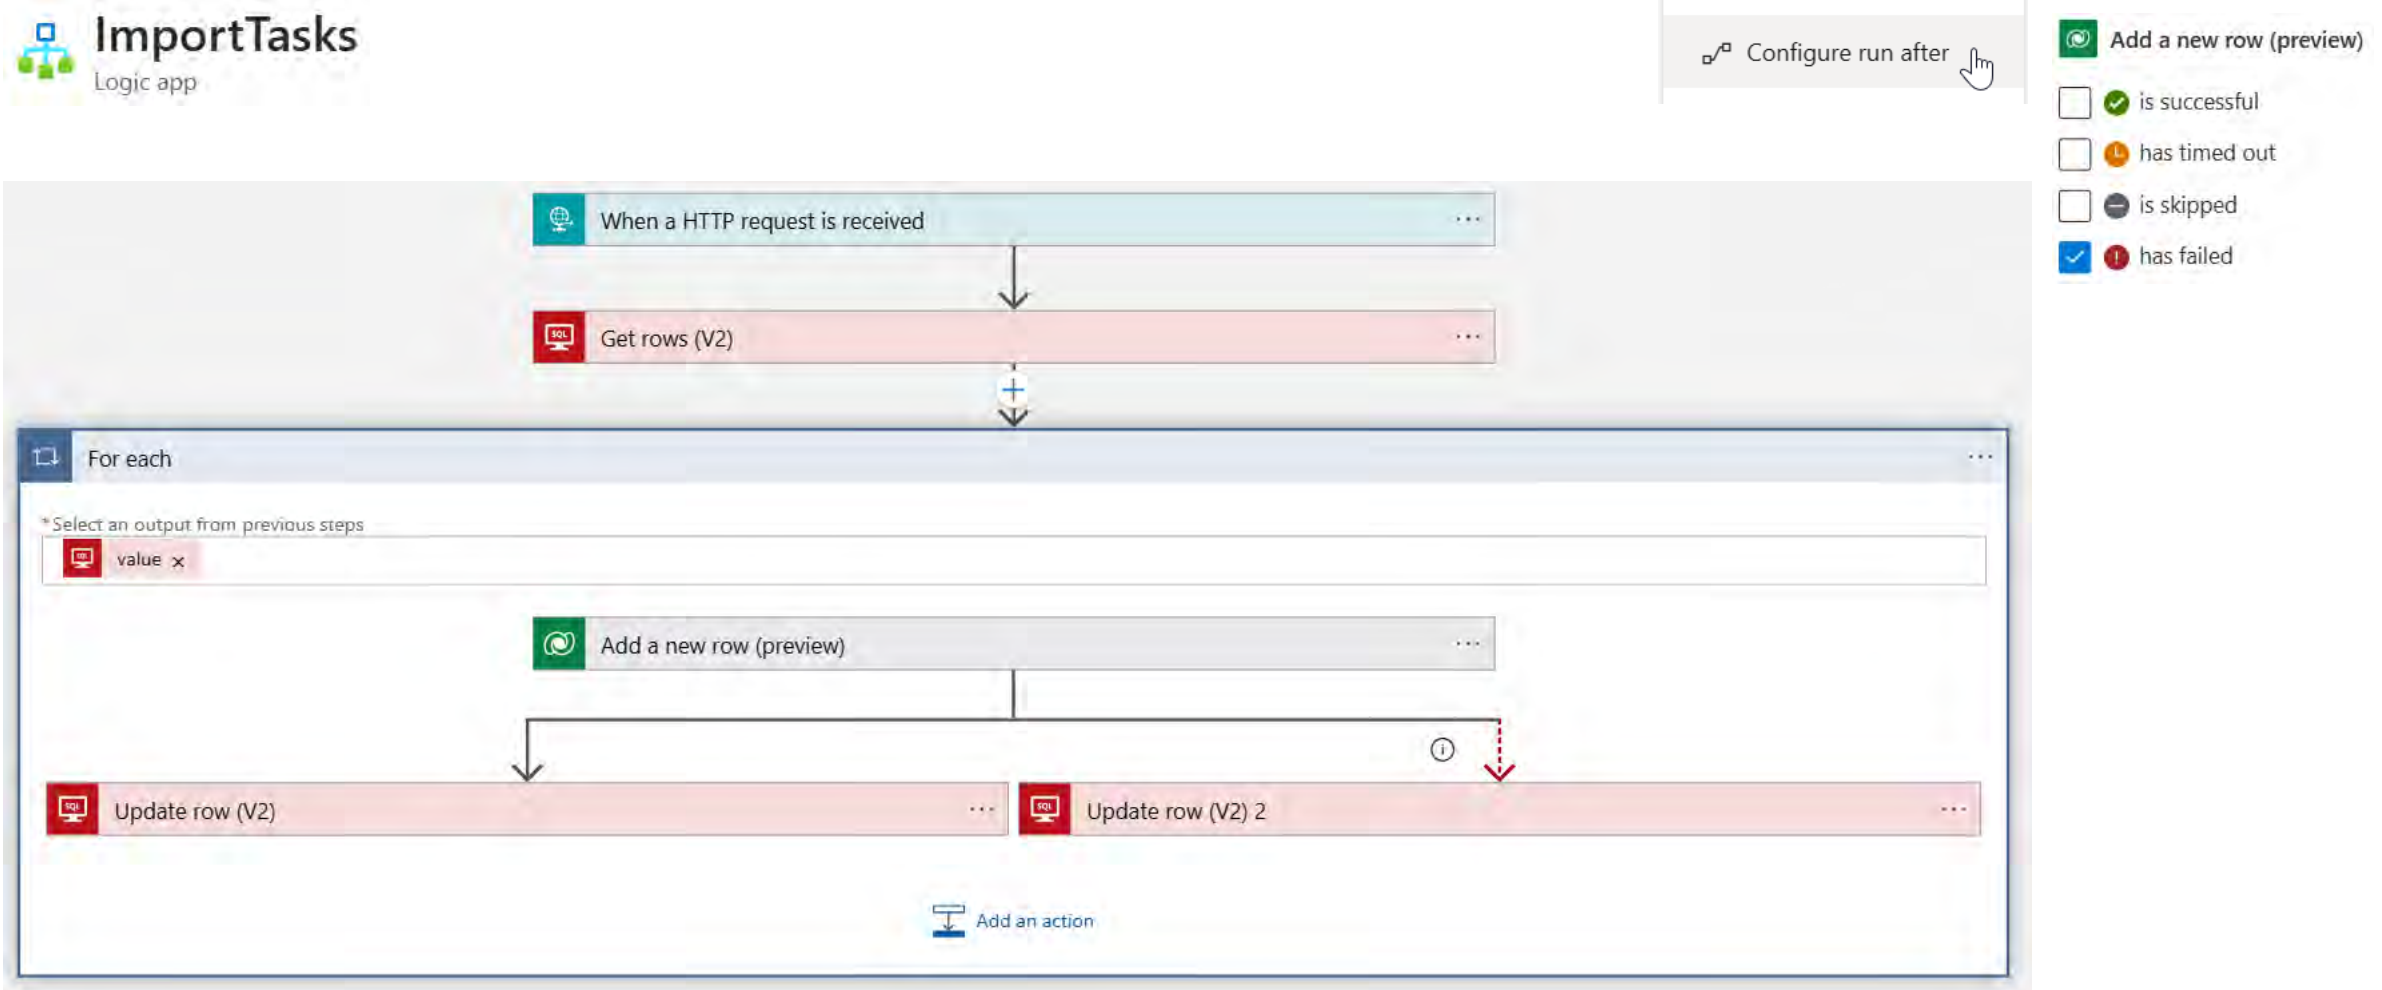 ImportTasks
Logic app
Configure run after
Add a new row (preview)
is successful
has timed out
is skipped
has failed
When a HTTP request is received
Get rows (V2)
For each
*Select an output from previous steps
value
Add a new row (preview)
Update row (V2)
Update row (V2) 2
Add an action